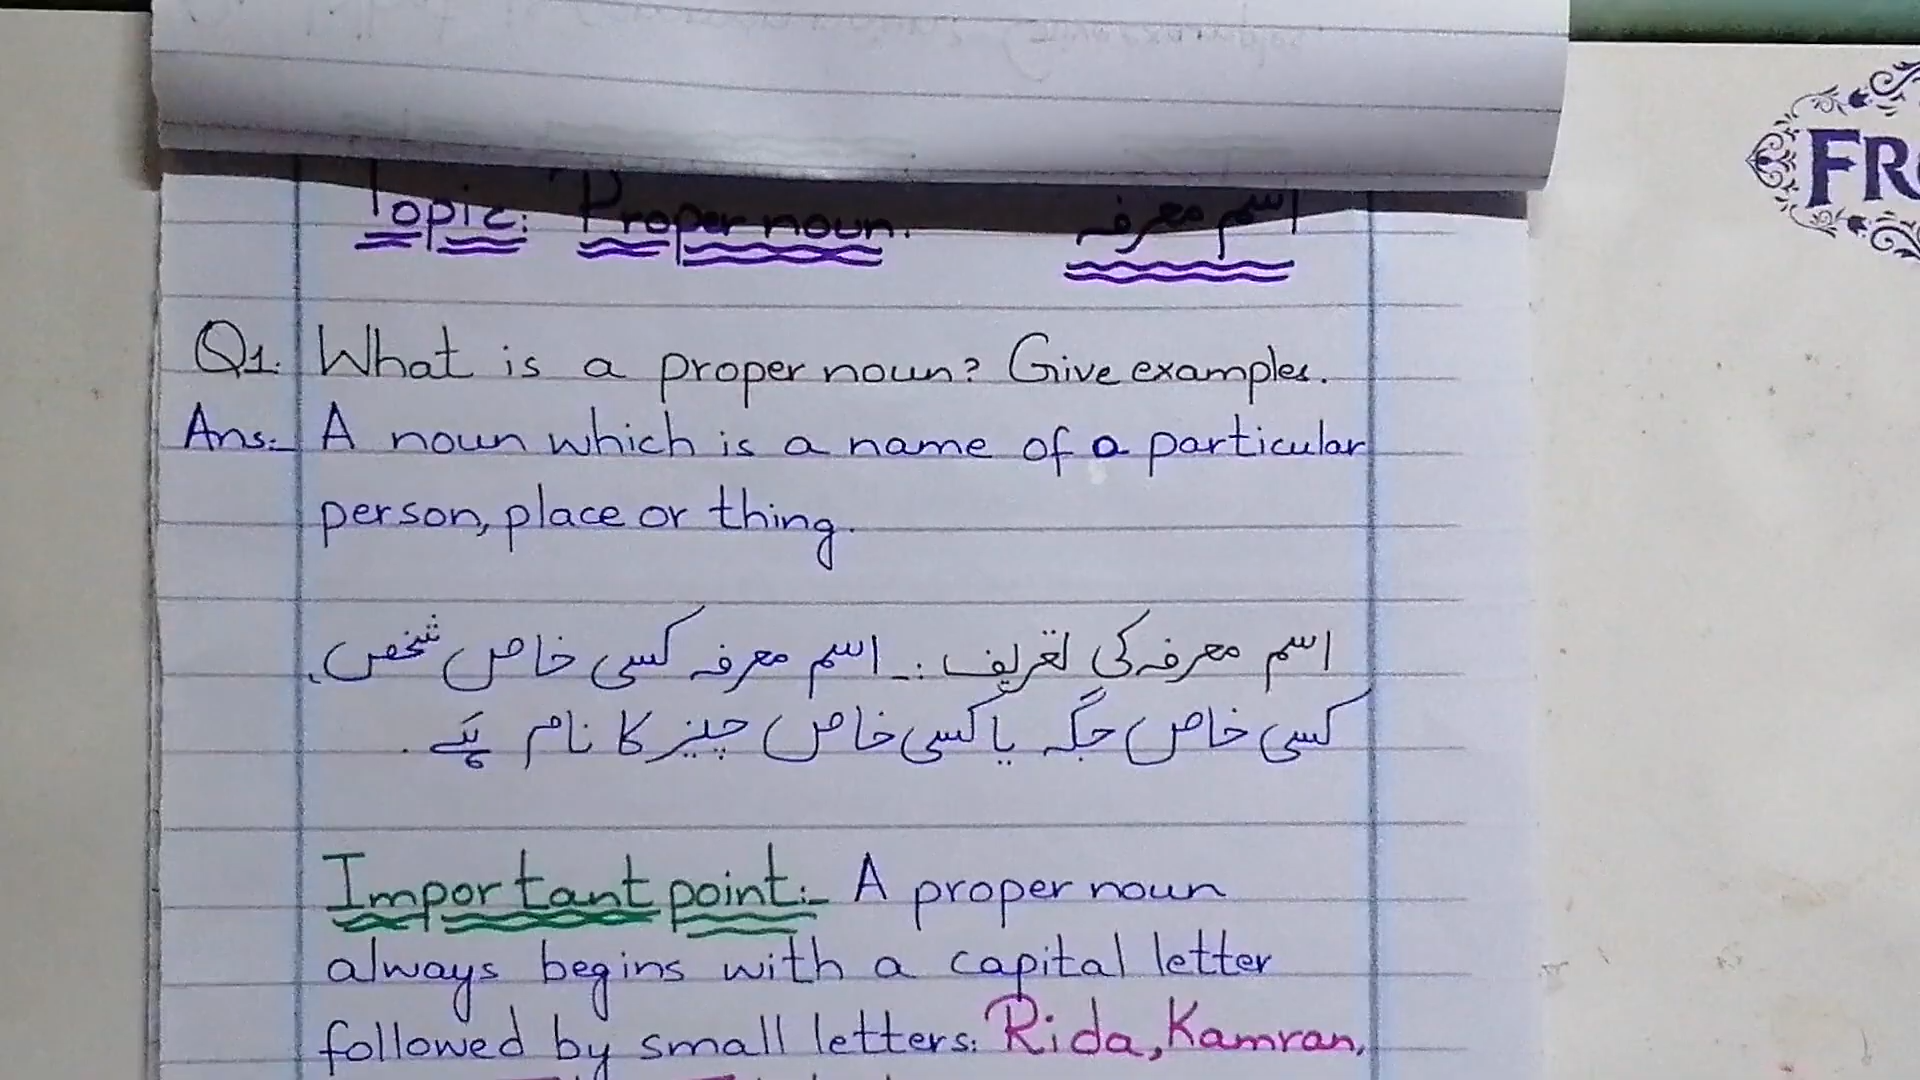 Topic: Proper noun. اسم معرفہ
Q1. What is a proper noun? Give examples.
Ans:- A noun which is a name of a particular
person, place or thing.
اسم معرفہ کی تعریف :۔ اسم معرفہ کسی خاص شخص،
کسی خاص جگہ یا کسی خاص چیز کا نام ہے .
Important point:- A proper noun
always begins with a capital letter
followed by small letters: Rida, Kamran,
FR